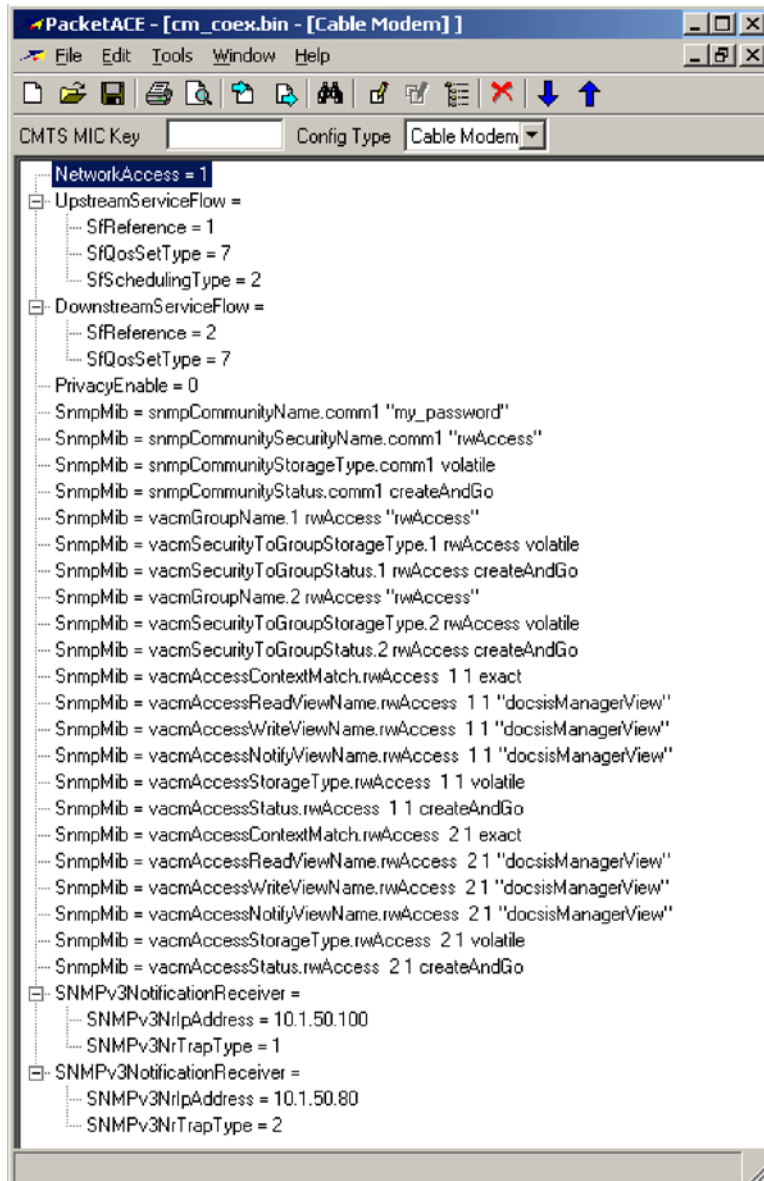 PacketACE - [cm_coex.bin - [Cable Modem] ]
File Edit Tools Window Help
CMTS MIC Key Config Type Cable Modem
NetworkAccess = 1
UpstreamServiceFlow =
SfReference = 1
SfQosSetType = 7
SfSchedulingType = 2
DownstreamServiceFlow =
SfReference = 2
SfQosSetType = 7
PrivacyEnable = 0
SnmpMib = snmpCommunityName.comm1 "my_password"
SnmpMib = snmpCommunitySecurityName.comm1 "rwAccess"
SnmpMib = snmpCommunityStorageType.comm1 volatile
SnmpMib = snmpCommunityStatus.comm1 createAndGo
SnmpMib = vacmGroupName.1 rwAccess "rwAccess"
SnmpMib = vacmSecurityToGroupStorageType.1 rwAccess volatile
SnmpMib = vacmSecurityToGroupStatus.1 rwAccess createAndGo
SnmpMib = vacmGroupName.2 rwAccess "rwAccess"
SnmpMib = vacmSecurityToGroupStorageType.2 rwAccess volatile
SnmpMib = vacmSecurityToGroupStatus.2 rwAccess createAndGo
SnmpMib = vacmAccessContextMatch.rwAccess 1 1 exact
SnmpMib = vacmAccessReadViewName.rwAccess 1 1 "docsisManagerView"
SnmpMib = vacmAccessWriteViewName.rwAccess 1 1 "docsisManagerView"
SnmpMib = vacmAccessNotifyViewName.rwAccess 1 1 "docsisManagerView"
SnmpMib = vacmAccessStorageType.rwAccess 1 1 volatile
SnmpMib = vacmAccessStatus.rwAccess 1 1 createAndGo
SnmpMib = vacmAccessContextMatch.rwAccess 2 1 exact
SnmpMib = vacmAccessReadViewName.rwAccess 2 1 "docsisManagerView"
SnmpMib = vacmAccessWriteViewName.rwAccess 2 1 "docsisManagerView"
SnmpMib = vacmAccessNotifyViewName.rwAccess 2 1 "docsisManagerView"
SnmpMib = vacmAccessStorageType.rwAccess 2 1 volatile
SnmpMib = vacmAccessStatus.rwAccess 2 1 createAndGo
SNMPv3NotificationReceiver =
SNMPv3NrIpAddress = 10.1.50.100
SNMPv3NrTrapType = 1
SNMPv3NotificationReceiver =
SNMPv3NrIpAddress = 10.1.50.80
SNMPv3NrTrapType = 2